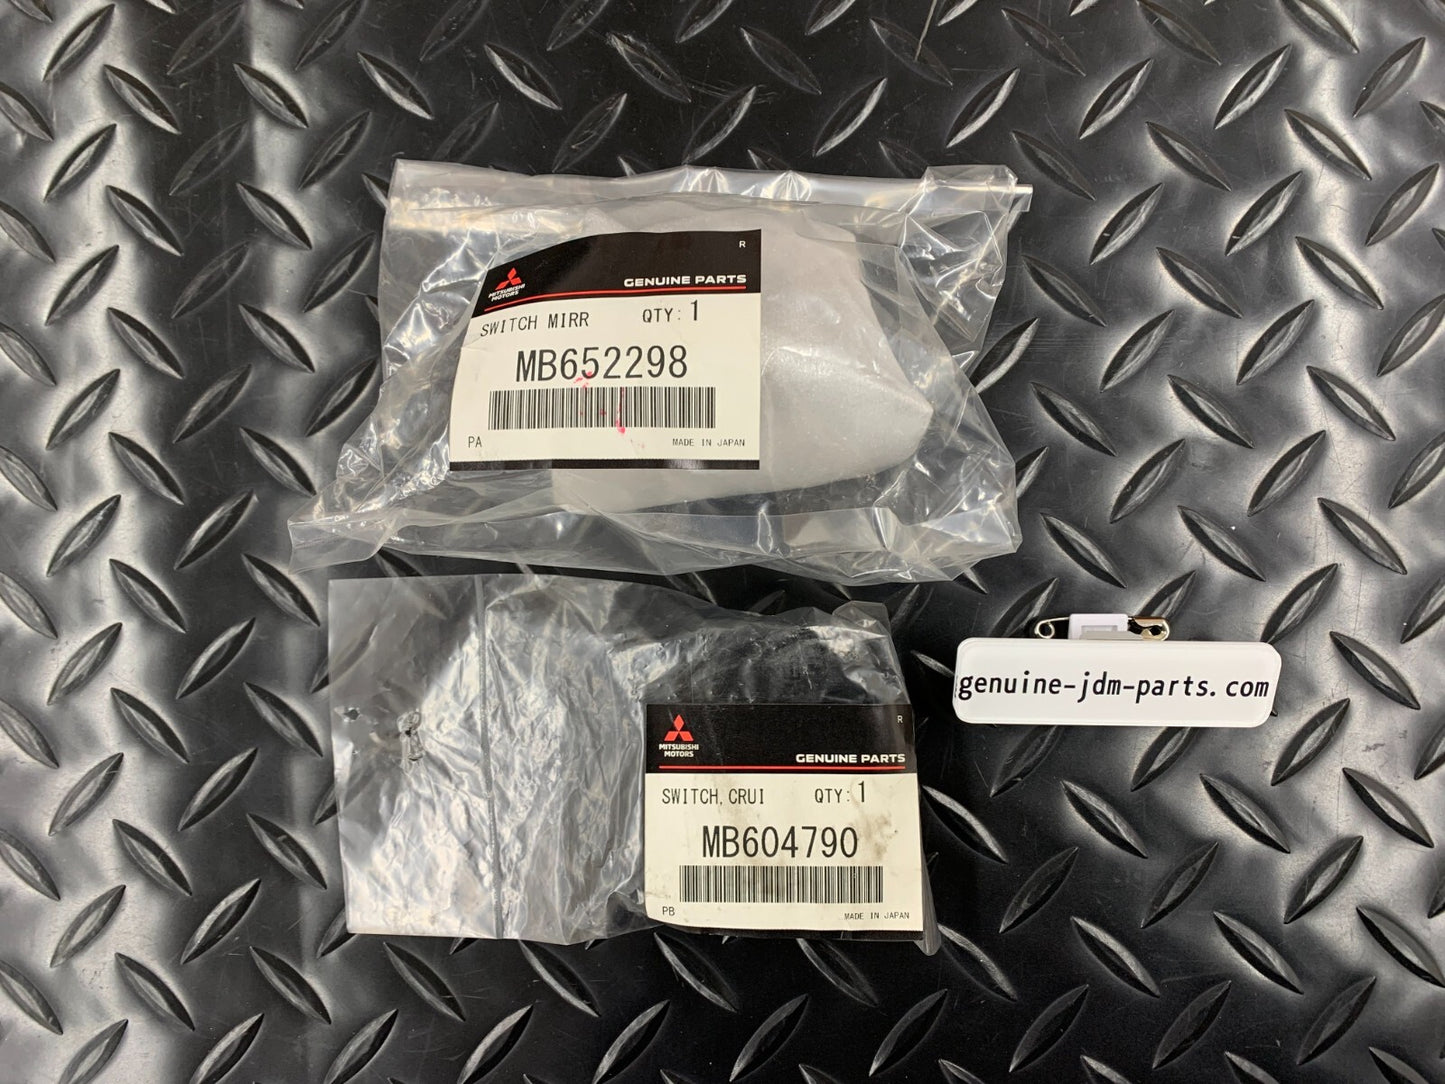 R
MITSUBISHI
MOTORS
GENUINE PARTS
SWITCH MIRR QTY: 1
MB652298
PA MADE IN JAPAN
genuine-jdm-parts.com
R
MITSUBISHI
MOTORS
GENUINE PARTS
SWITCH,CRUI QTY: 1
MB604790
PB MADE IN JAPAN